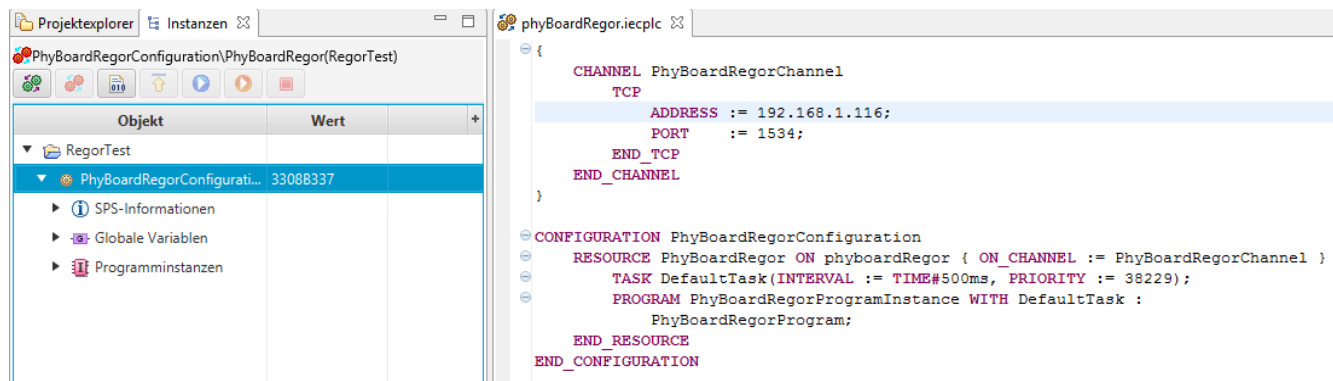 Projektexplorer Instanzen
PhyBoardRegorConfiguration\PhyBoardRegor(RegorTest)
010
Objekt Wert +
RegorTest
PhyBoardRegorConfigurati... 3308B337
SPS-Informationen
Globale Variablen
Programminstanzen
phyBoardRegor.iecplc
{
CHANNEL PhyBoardRegorChannel
TCP
ADDRESS := 192.168.1.116;
PORT := 1534;
END_TCP
END_CHANNEL
}
CONFIGURATION PhyBoardRegorConfiguration
RESOURCE PhyBoardRegor ON phyboardRegor { ON_CHANNEL := PhyBoardRegorChannel }
TASK DefaultTask(INTERVAL := TIME#500ms, PRIORITY := 38229);
PROGRAM PhyBoardRegorProgramInstance WITH DefaultTask :
PhyBoardRegorProgram;
END_RESOURCE
END_CONFIGURATION